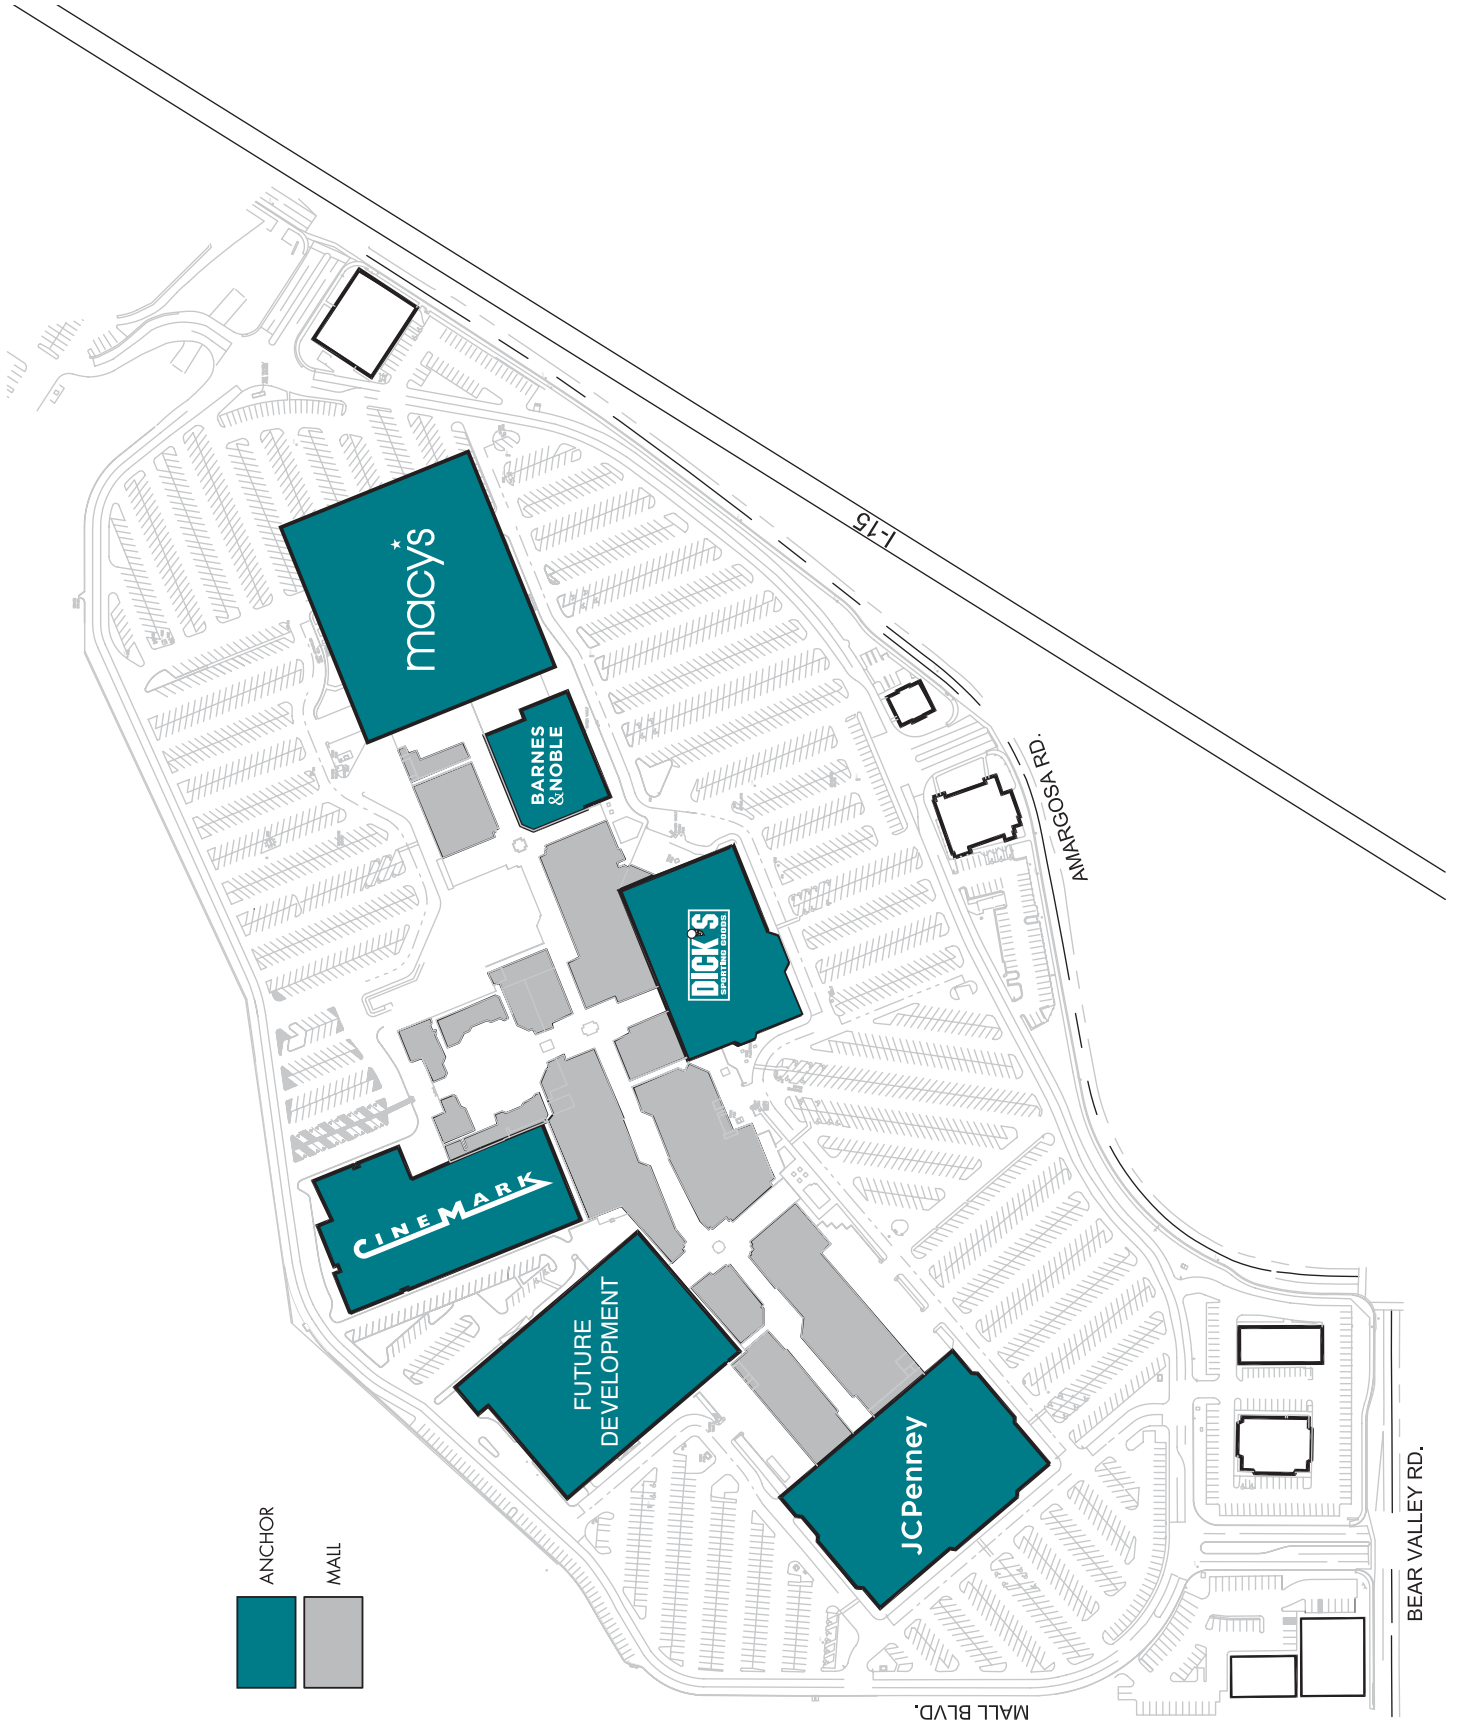 macy's
BARNES
&NOBLE
DICK'S
SPORTING GOODS
CINEMARK
FUTURE
DEVELOPMENT
JCPenney
I-15
AMARGOSA RD.
BEAR VALLEY RD.
MALL BLVD.
ANCHOR
MALL